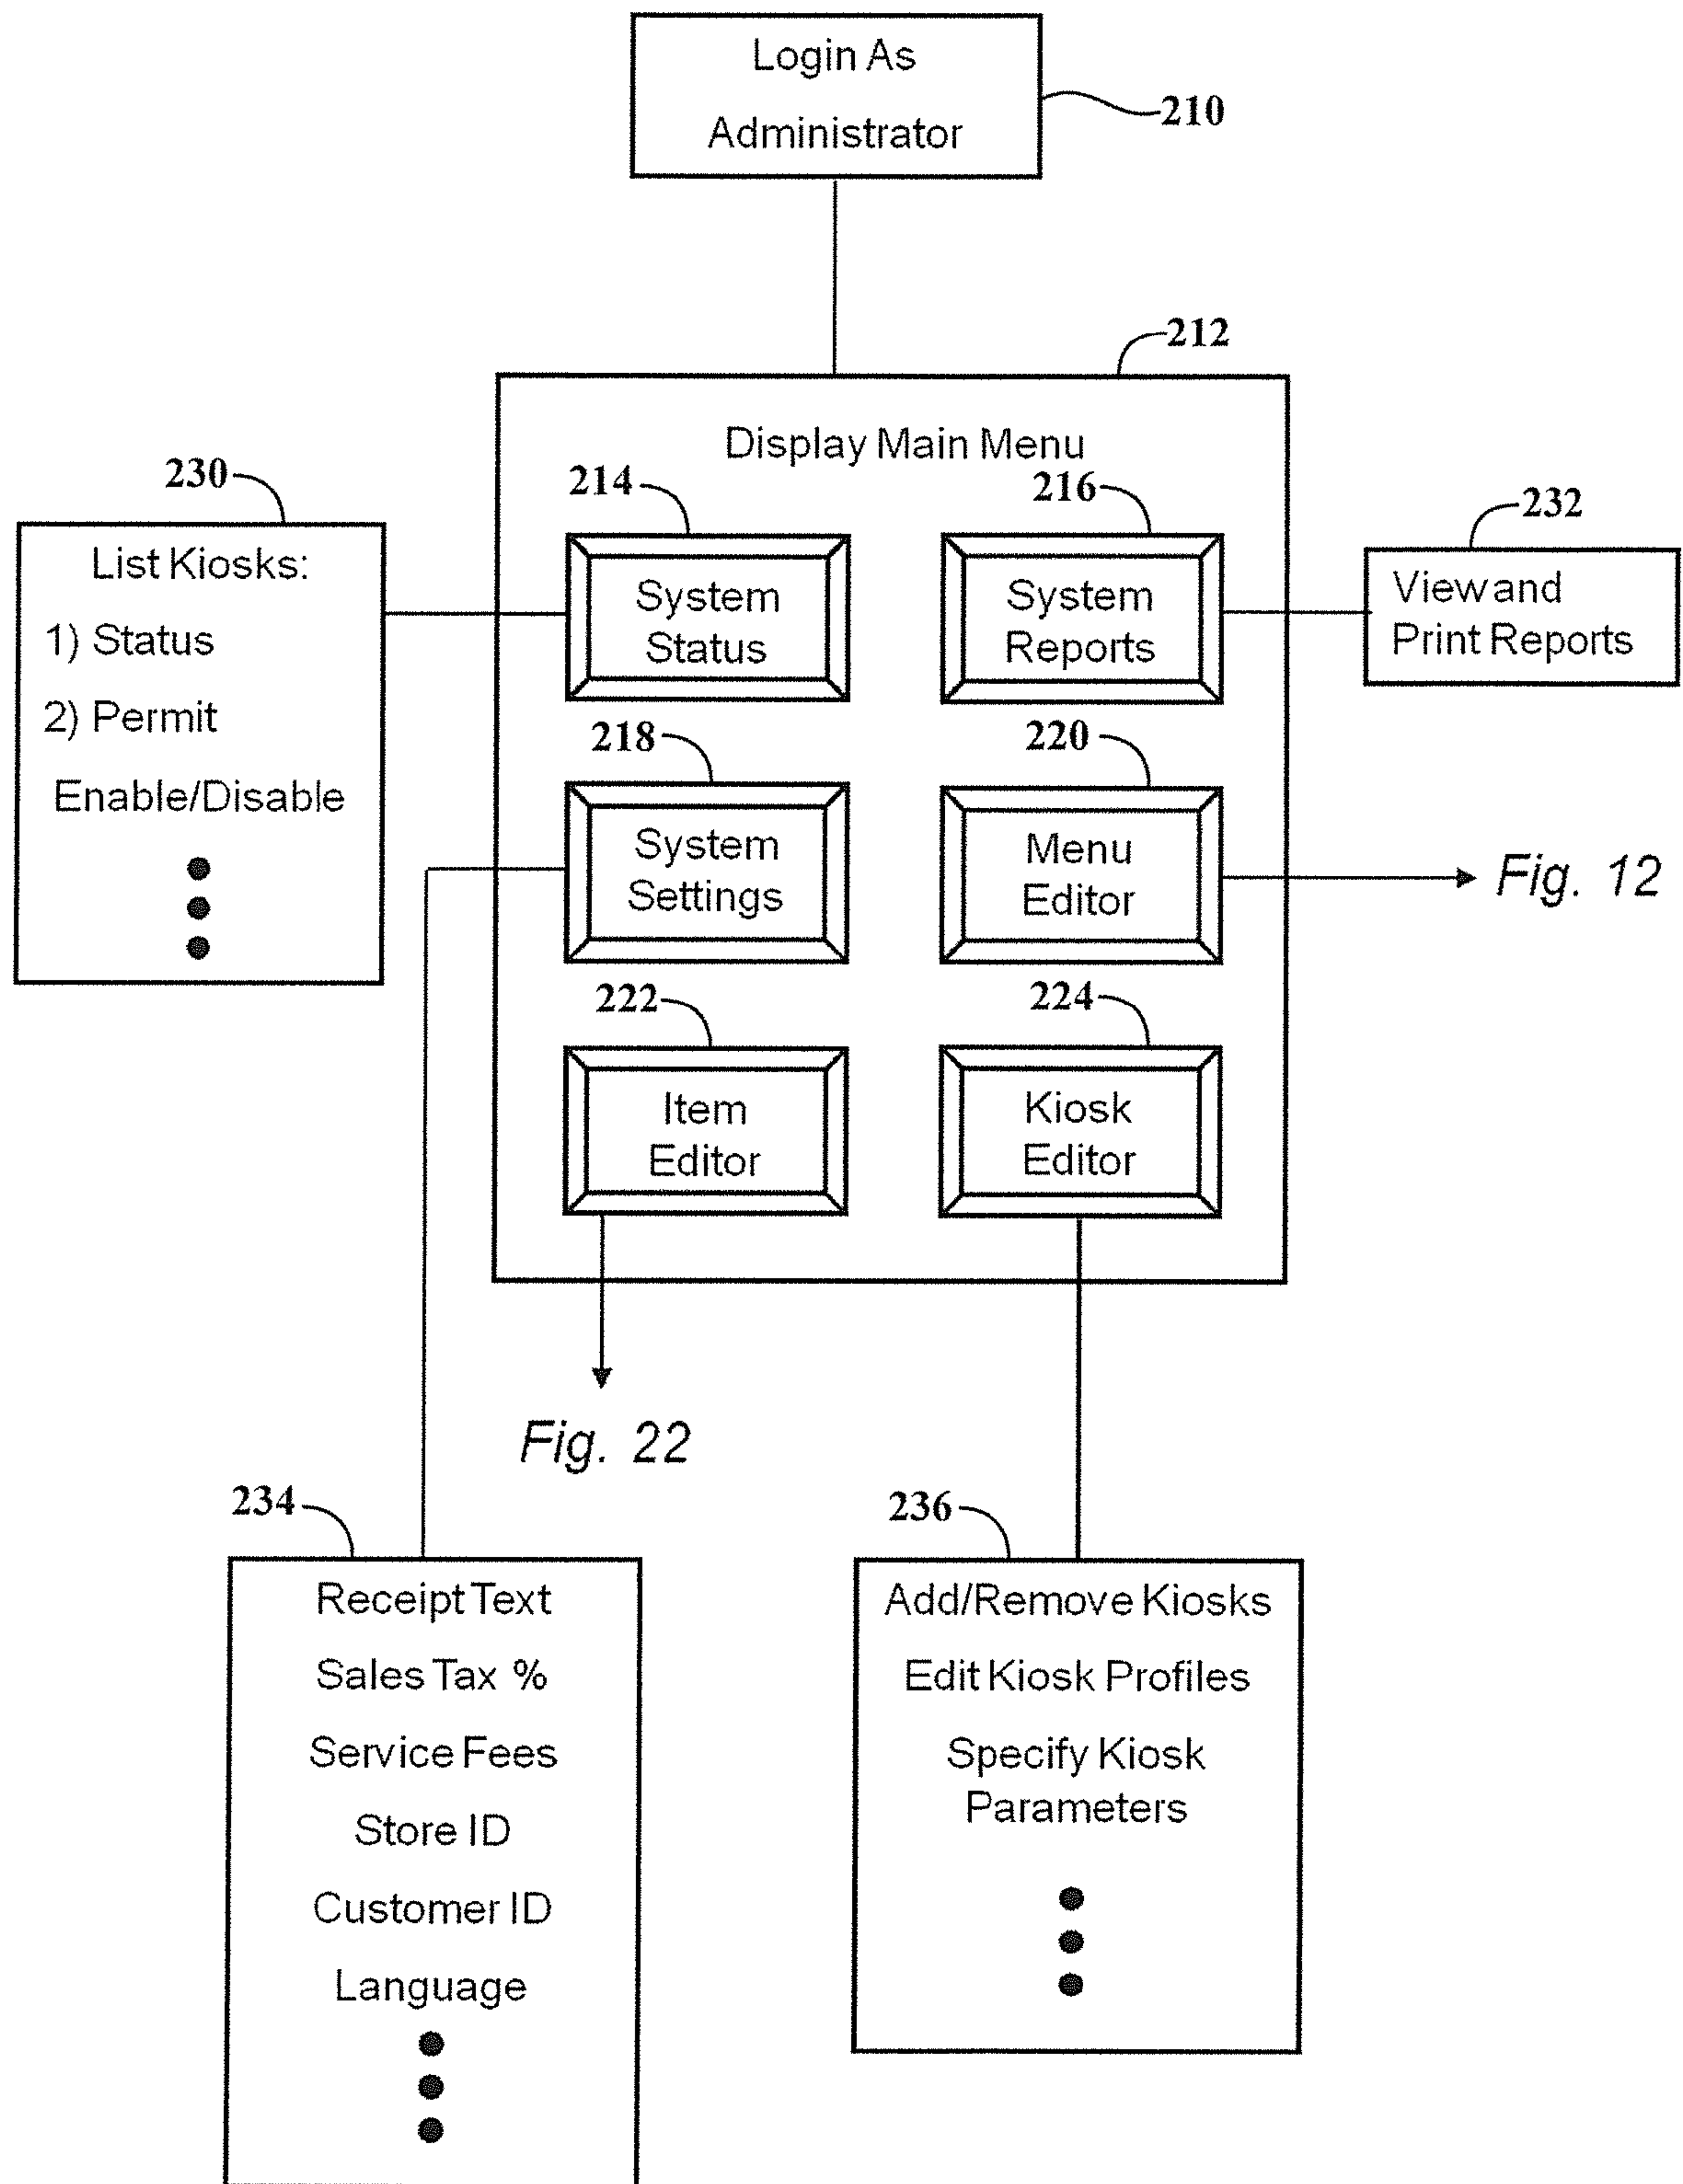 Login As
Administrator
210
212
Display Main Menu
230
214
216
232
List Kiosks:
1) Status
2) Permit
Enable/Disable
System
Status
System
Reports
View and
Print Reports
218
220
System
Settings
Menu
Editor
Fig. 12
222
224
Item
Editor
Kiosk
Editor
Fig. 22
234
236
Receipt Text
Sales Tax %
Service Fees
Store ID
Customer ID
Language
Add/Remove Kiosks
Edit Kiosk Profiles
Specify Kiosk
Parameters